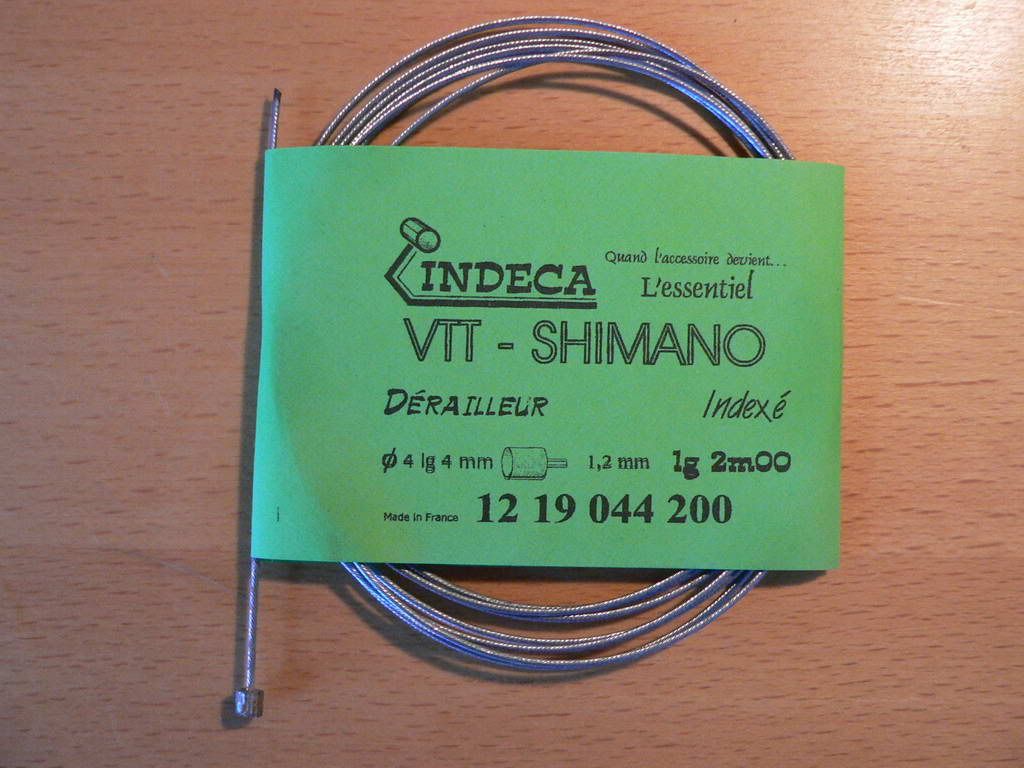 INDECA
Quand l'accessoire devient...
L'essentiel
VTT - SHIMANO
DÉRAILLEUR Indexé
ϕ 4 lg 4 mm 1,2 mm lg 2m00
Made in France 12 19 044 200